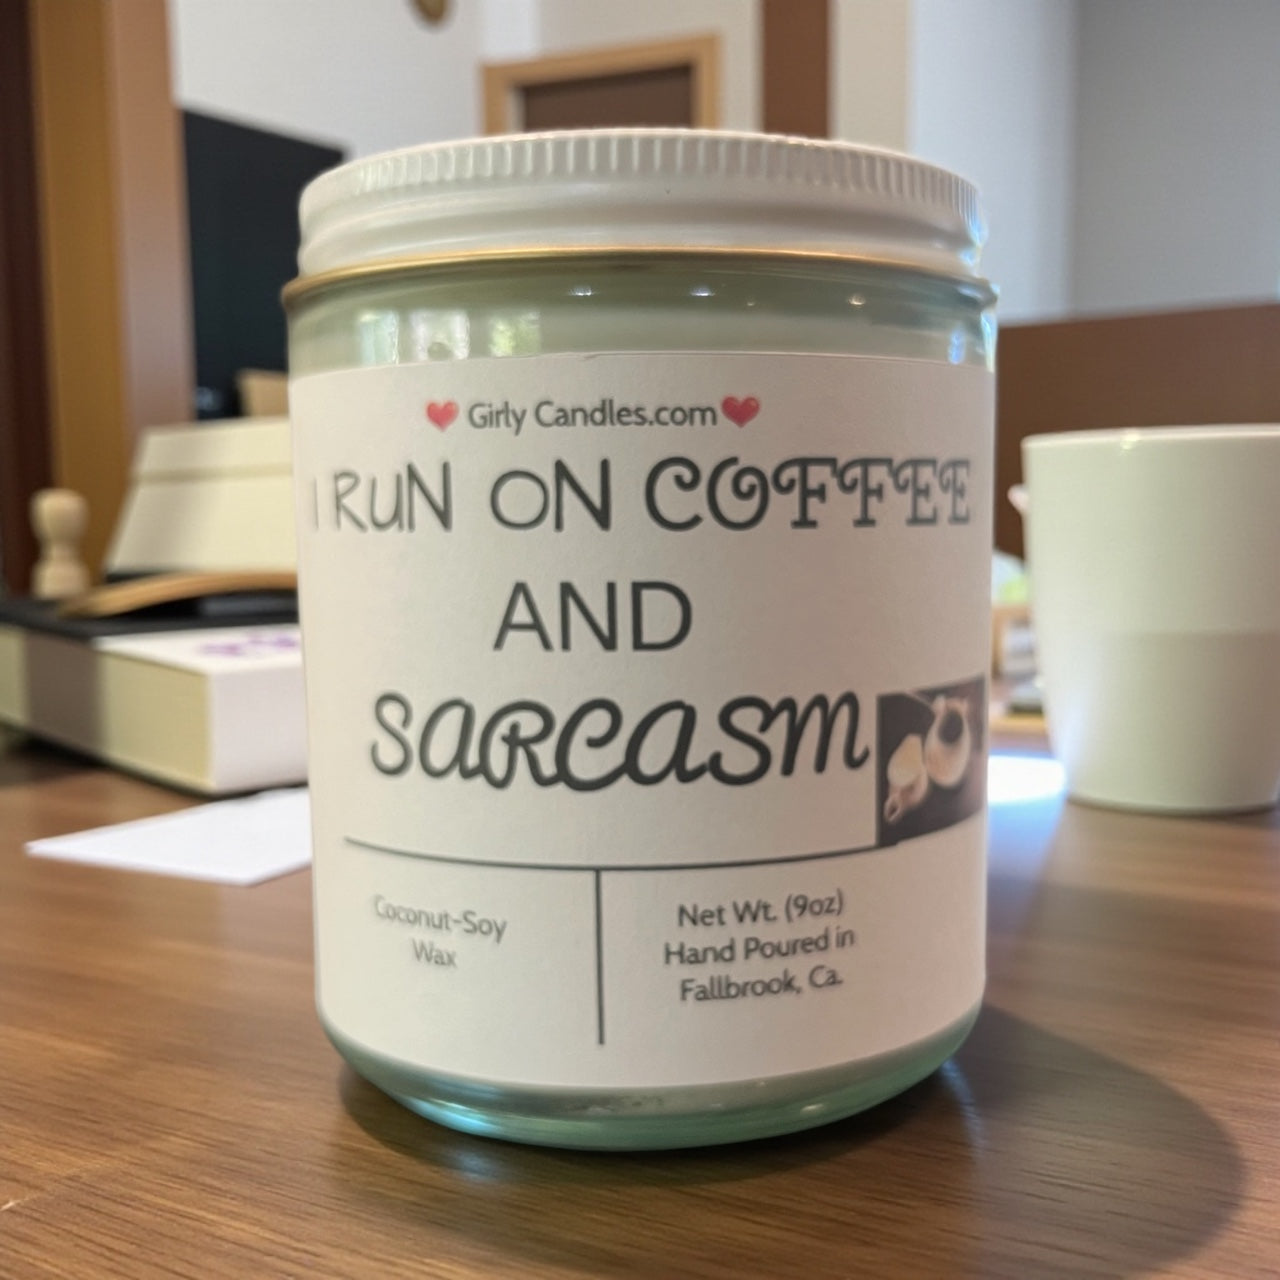 Girly Candles.com
I RUN ON COFFEE
AND
SARCASM
Coconut-Soy
Wax
Net Wt. (9oz)
Hand Poured in
Fallbrook, Ca.